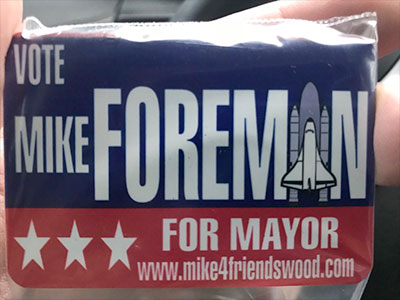 VOTE
MIKE FOREMAN
FOR MAYOR
www.mike4friendswood.com